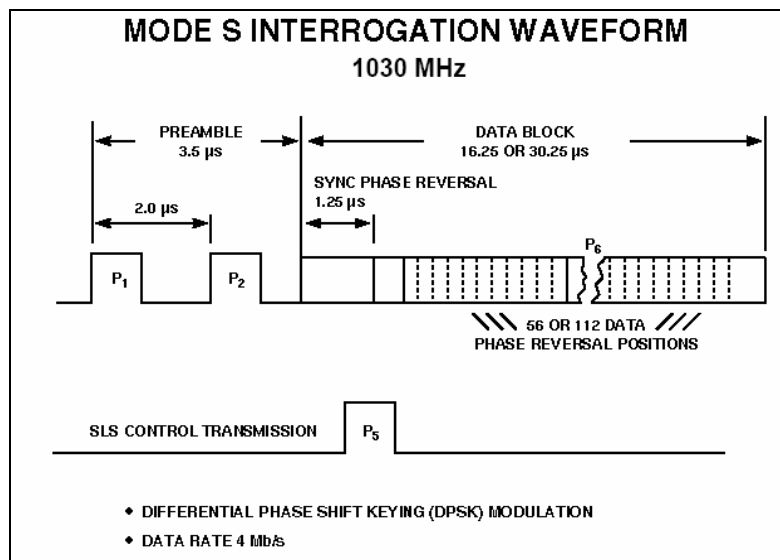 MODE S INTERROGATION WAVEFORM
1030 MHz
PREAMBLE
3.5 µs
DATA BLOCK
16.25 OR 30.25 µs
SYNC PHASE REVERSAL
1.25 µs
2.0 µs
P1
P2
P6
56 OR 112 DATA
PHASE REVERSAL POSITIONS
SLS CONTROL TRANSMISSION
P5
• DIFFERENTIAL PHASE SHIFT KEYING (DPSK) MODULATION
• DATA RATE 4 Mb/s